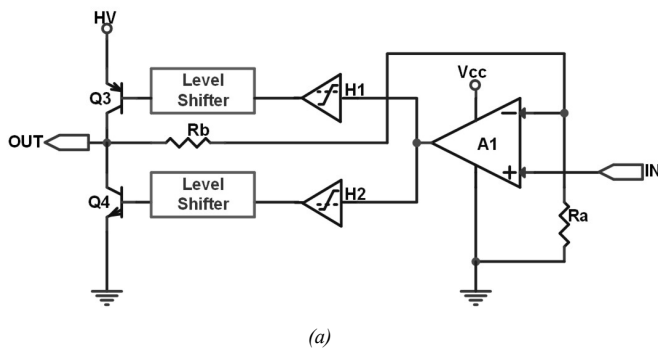 HV
Level
Shifter
H1
Vcc
Q3
Rb
A1
−
+
OUT
IN
Level
Shifter
H2
Q4
Ra
(a)